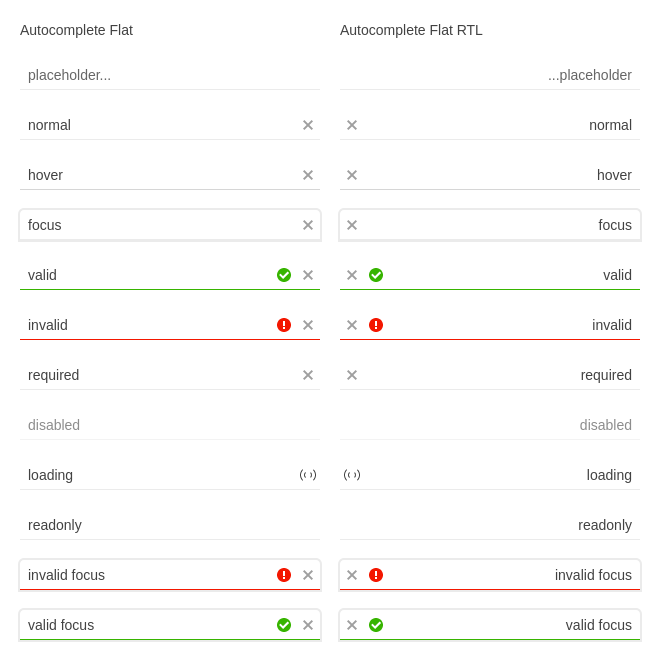 Autocomplete Flat
Autocomplete Flat RTL
placeholder...
...placeholder
normal
normal
hover
hover
focus
focus
valid
valid
invalid
invalid
required
required
disabled
disabled
loading
loading
readonly
readonly
invalid focus
invalid focus
valid focus
valid focus